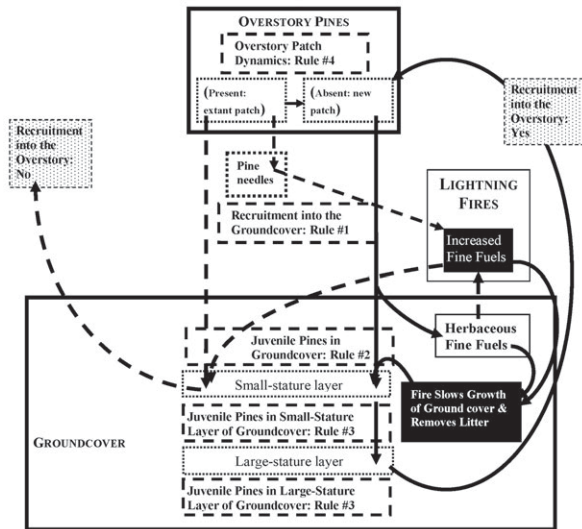 OVERSTORY PINES
Overstory Patch
Dynamics: Rule #4
(Present:
extant patch)
(Absent: new
patch)
Recruitment
into the
Overstory:
No
Recruitment
into the
Overstory:
Yes
Pine
needles
Recruitment into the
Groundcover: Rule #1
LIGHTNING
FIRES
Increased
Fine Fuels
Herbaceous
Fine Fuels
Juvenile Pines in
Groundcover: Rule #2
Small-stature layer
Fire Slows Growth
of Ground cover &
Removes Litter
Juvenile Pines in Small-Stature
Layer of Groundcover: Rule #3
GROUNDCOVER
Large-stature layer
Juvenile Pines in Large-Stature
Layer of Groundcover: Rule #3